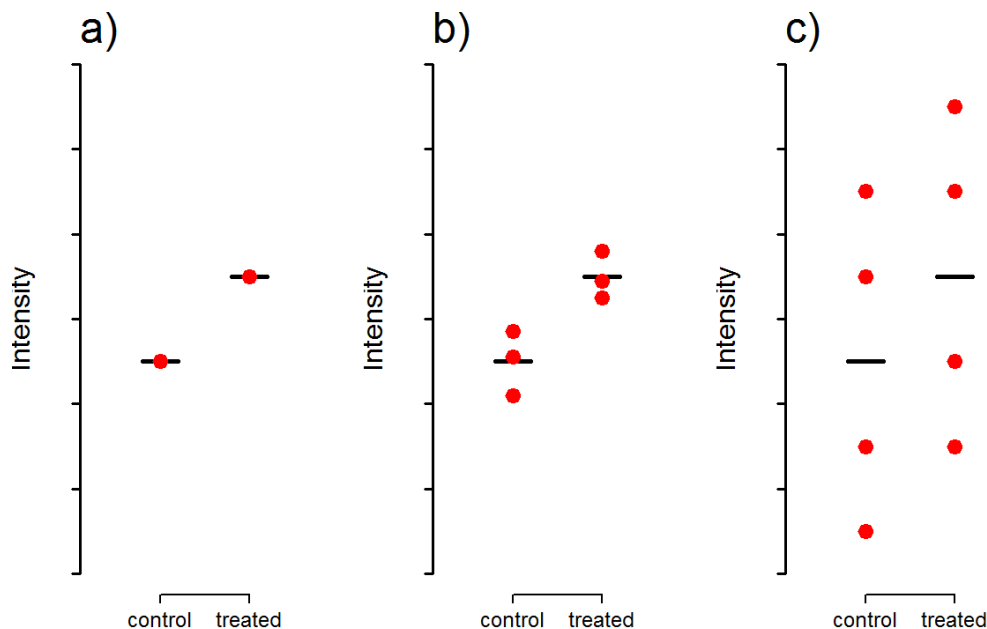 a)
b)
c)
Intensity
Intensity
Intensity
control treated
control treated
control treated